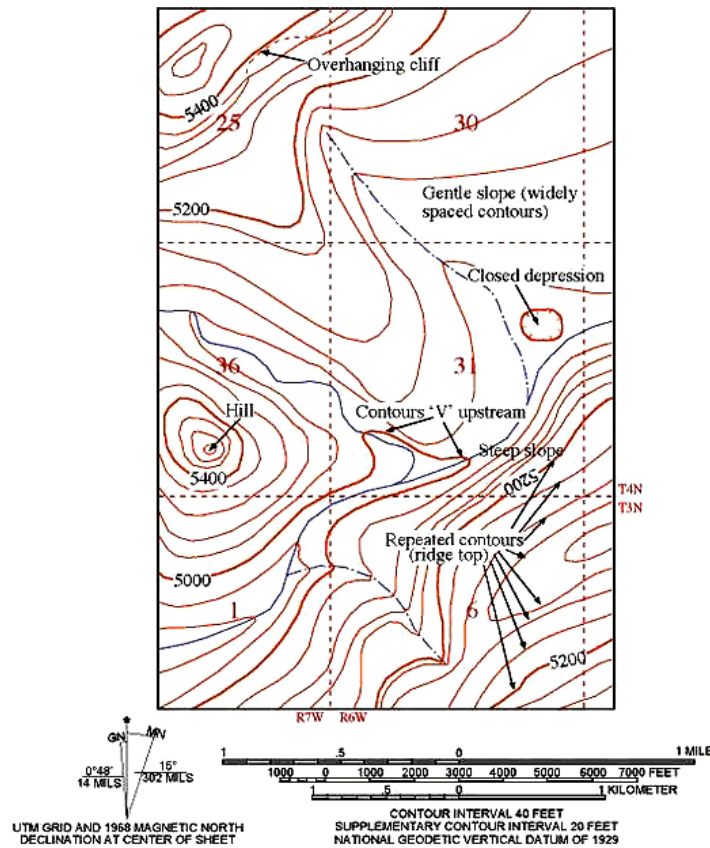 Overhanging cliff
5400
25
30
Gentle slope (widely
spaced contours)
5200
Closed depression
36
31
Hill
Contours 'V' upstream
Steep slope
5400
5200
T4N
T3N
Repeated contours
(ridge top)
5000
1
6
5200
R7W R6W
GN MN
0°48' 15°
14 MILS 302 MILS
1 .5 0 1 MILE
1000 0 1000 2000 3000 4000 5000 6000 7000 FEET
1 .5 0 1 KILOMETER
UTM GRID AND 1968 MAGNETIC NORTH
DECLINATION AT CENTER OF SHEET
CONTOUR INTERVAL 40 FEET
SUPPLEMENTARY CONTOUR INTERVAL 20 FEET
NATIONAL GEODETIC VERTICAL DATUM OF 1929